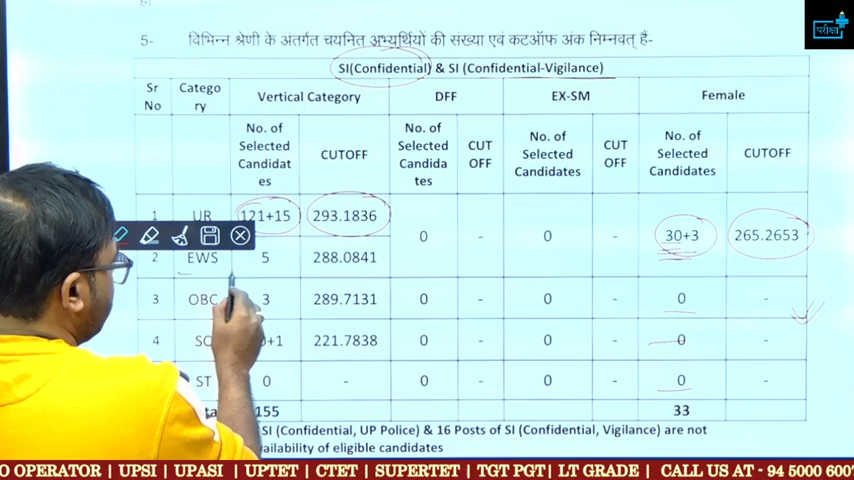 परीक्षा
5- विभिन्न श्रेणी के अंतर्गत चयनित अभ्यर्थियों की संख्या एवं कटऑफ अंक निम्नवत् हैं-
SI(Confidential) & SI (Confidential-Vigilance)
Sr No Category Vertical Category DFF EX-SM Female
No. of Selected Candidates CUTOFF No. of Selected Candidates CUT OFF No. of Selected Candidates CUT OFF No. of Selected Candidates CUTOFF
1 UR 121+15 293.1836 0 - 0 - 30+3 265.2653
2 EWS 5 288.0841
3 OBC 3 289.7131 0 - 0 - 0 -
4 SC +1 221.7838 0 - 0 - 0 -
ST 0 - 0 - 0 - 0 -
155 33
SI (Confidential, UP Police) & 16 Posts of SI (Confidential, Vigilance) are not
availability of eligible candidates
O OPERATOR | UPSI | UPASI | UPTET | CTET | SUPERTET | TGT PGT| LT GRADE | CALL US AT - 94 5000 600